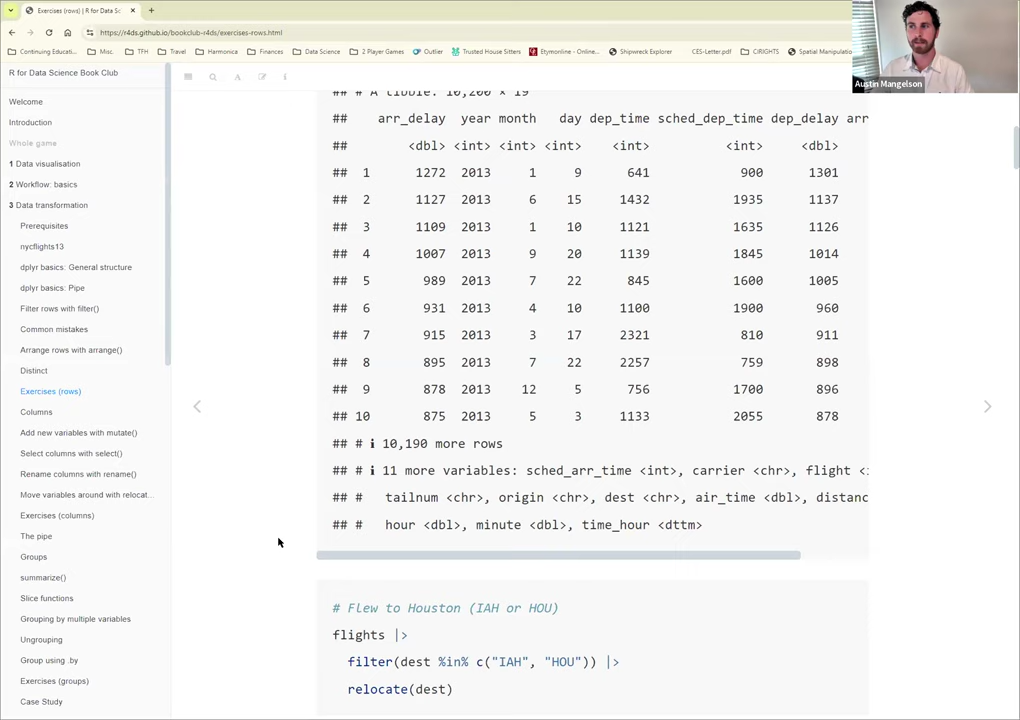 Exercises (rows) | R for Data Sc
https://r4ds.github.io/bookclub-r4ds/exercises-rows.html
Continuing Educati... Misc. TFH Travel Harmonica Finances Data Science 2 Player Games Outlier Trusted House Sitters Etymonline - Online... Shipwreck Explorer CES-Letter.pdf CIRIGHTS Spatial Manipulatio
Austin Mangelson
R for Data Science Book Club
Welcome
Introduction
Whole game
1 Data visualisation
2 Workflow: basics
3 Data transformation
Prerequisites
nycflights13
dplyr basics: General structure
dplyr basics: Pipe
Filter rows with filter()
Common mistakes
Arrange rows with arrange()
Distinct
Exercises (rows)
Columns
Add new variables with mutate()
Select columns with select()
Rename columns with rename()
Move variables around with relocat...
Exercises (columns)
The pipe
Groups
summarize()
Slice functions
Grouping by multiple variables
Ungrouping
Group using .by
Exercises (groups)
Case Study
## # A tibble: 10,200 × 19
## arr_delay year month day dep_time sched_dep_time dep_delay arr
## <dbl> <int> <int> <int> <int> <int> <dbl>
## 1 1272 2013 1 9 641 900 1301
## 2 1127 2013 6 15 1432 1935 1137
## 3 1109 2013 1 10 1121 1635 1126
## 4 1007 2013 9 20 1139 1845 1014
## 5 989 2013 7 22 845 1600 1005
## 6 931 2013 4 10 1100 1900 960
## 7 915 2013 3 17 2321 810 911
## 8 895 2013 7 22 2257 759 898
## 9 878 2013 12 5 756 1700 896
## 10 875 2013 5 3 1133 2055 878
## # ℹ 10,190 more rows
## # ℹ 11 more variables: sched_arr_time <int>, carrier <chr>, flight <i
## # tailnum <chr>, origin <chr>, dest <chr>, air_time <dbl>, distanc
## # hour <dbl>, minute <dbl>, time_hour <dttm>
# Flew to Houston (IAH or HOU)
flights |>
filter(dest %in% c("IAH", "HOU")) |>
relocate(dest)